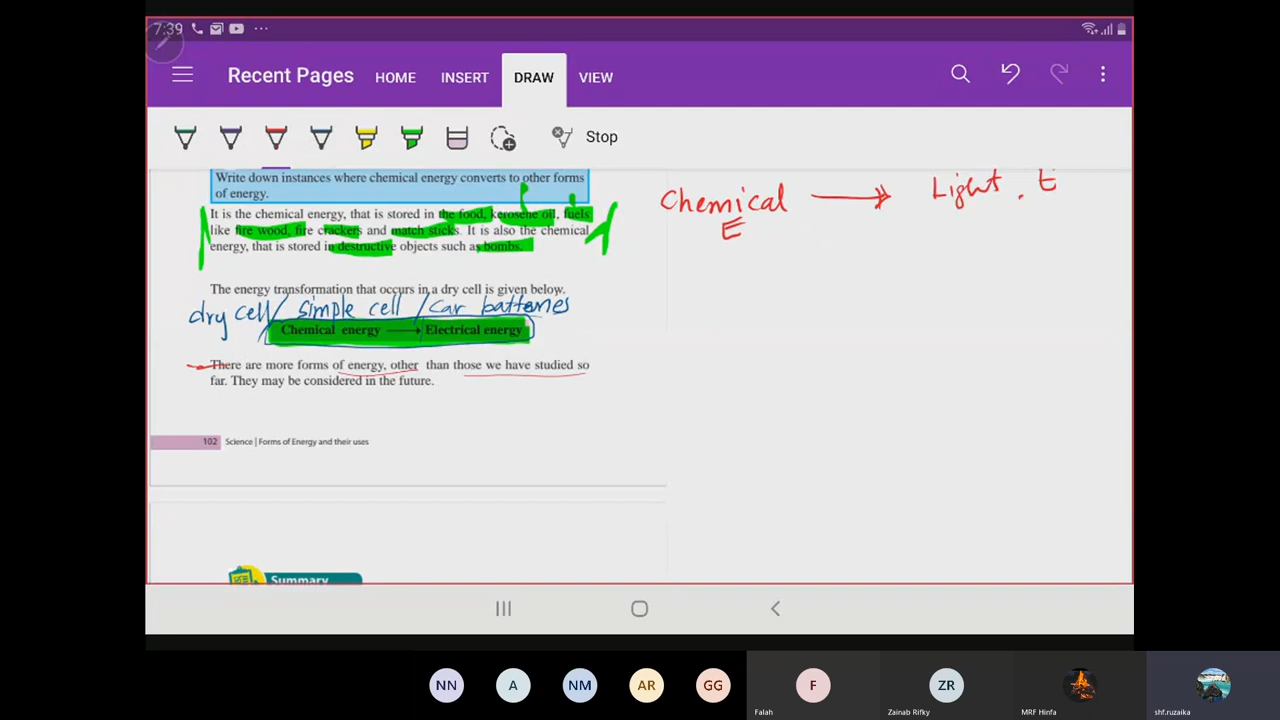 7:39
Recent Pages HOME INSERT DRAW VIEW
Stop
Write down instances where chemical energy converts to other forms
of energy.
It is the chemical energy, that is stored in the food, kerosene oil, fuels
like fire wood, fire crackers and match sticks. It is also the chemical
energy, that is stored in destructive objects such as bombs.
Chemical Light . E
E
The energy transformation that occurs in a dry cell is given below.
dry cell/ simple cell /car batteries
Chemical energy → Electrical energy
There are more forms of energy, other than those we have studied so
far. They may be considered in the future.
102 Science | Forms of Energy and their uses
Summary
NN A NM AR GG F ZR
Falah Zainab Rifky MRF Hinfa shf.ruzaika